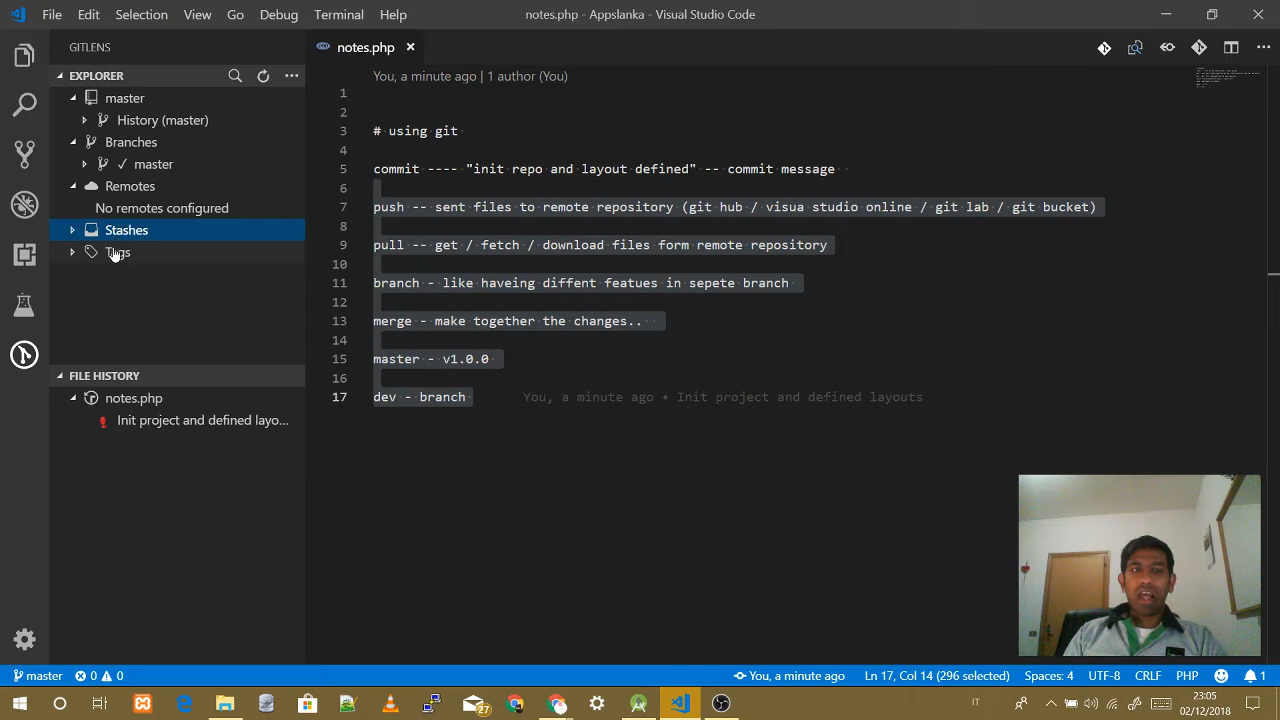 File Edit Selection View Go Debug Terminal Help
notes.php - Appslanka - Visual Studio Code
GITLENS
EXPLORER
master
History (master)
Branches
master
Remotes
No remotes configured
Stashes
Tags
FILE HISTORY
notes.php
Init project and defined layo...
notes.php
You, a minute ago | 1 author (You)
1
2
3 # using git
4
5 commit ---- "init repo and layout defined" -- commit message
6
7 push -- sent files to remote repository (git hub / visua studio online / git lab / git bucket)
8
9 pull -- get / fetch / download files form remote repository
10
11 branch - like haveing diffent featues in sepete branch
12
13 merge - make together the changes..
14
15 master - v1.0.0
16
17 dev - branch You, a minute ago • Init project and defined layouts
master 0 0 You, a minute ago Ln 17, Col 14 (296 selected) Spaces: 4 UTF-8 CRLF PHP 1
27 IT 23:05
02/12/2018